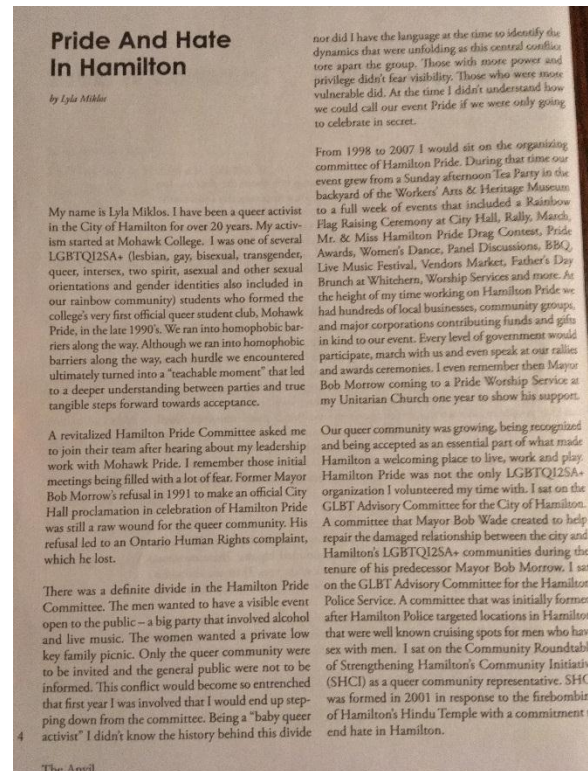 Pride And Hate
In Hamilton
by Lyla Miklos
My name is Lyla Miklos. I have been a queer activist
in the City of Hamilton for over 20 years. My activ-
ism started at Mohawk College. I was one of several
LGBTQI2SA+ (lesbian, gay, bisexual, transgender,
queer, intersex, two spirit, asexual and other sexual
orientations and gender identities also included in
our rainbow community) students who formed the
college's very first official queer student club, Mohawk
Pride, in the late 1990's. We ran into homophobic bar-
riers along the way. Although we ran into homophobic
barriers along the way, each hurdle we encountered
ultimately turned into a "teachable moment" that led
to a deeper understanding between parties and true
tangible steps forward towards acceptance.
A revitalized Hamilton Pride Committee asked me
to join their team after hearing about my leadership
work with Mohawk Pride. I remember those initial
meetings being filled with a lot of fear. Former Mayor
Bob Morrow's refusal in 1991 to make an official City
Hall proclamation in celebration of Hamilton Pride
was still a raw wound for the queer community. His
refusal led to an Ontario Human Rights complaint,
which he lost.
There was a definite divide in the Hamilton Pride
Committee. The men wanted to have a visible event
open to the public – a big party that involved alcohol
and live music. The women wanted a private low
key family picnic. Only the queer community were
to be invited and the general public were not to be
informed. This conflict would become so entrenched
that first year I was involved that I would end up step-
ping down from the committee. Being a "baby queer
activist" I didn't know the history behind this divide
nor did I have the language at the time to identify the
dynamics that were unfolding as this central conflict
tore apart the group. Those with more power and
privilege didn't fear visibility. Those who were more
vulnerable did. At the time I didn't understand how
we could call our event Pride if we were only going
to celebrate in secret.
From 1998 to 2007 I would sit on the organizing
committee of Hamilton Pride. During that time our
event grew from a Sunday afternoon Tea Party in the
backyard of the Workers' Arts & Heritage Museum
to a full week of events that included a Rainbow
Flag Raising Ceremony at City Hall, Rally, March,
Mr. & Miss Hamilton Pride Drag Contest, Pride
Awards, Women's Dance, Panel Discussions, BBQ,
Live Music Festival, Vendors Market, Father's Day
Brunch at Whitehern, Worship Services and more. At
the height of my time working on Hamilton Pride we
had hundreds of local businesses, community groups,
and major corporations contributing funds and gifts
in kind to our event. Every level of government would
participate, march with us and even speak at our rallies
and awards ceremonies. I even remember then Mayor
Bob Morrow coming to a Pride Worship Service at
my Unitarian Church one year to show his support.
Our queer community was growing, being recognized
and being accepted as an essential part of what made
Hamilton a welcoming place to live, work and play.
Hamilton Pride was not the only LGBTQI2SA+
organization I volunteered my time with. I sat on the
GLBT Advisory Committee for the City of Hamilton.
A committee that Mayor Bob Wade created to help
repair the damaged relationship between the city and
Hamilton's LGBTQI2SA+ communities during the
tenure of his predecessor Mayor Bob Morrow. I sat
on the GLBT Advisory Committee for the Hamilton
Police Service. A committee that was initially formed
after Hamilton Police targeted locations in Hamilton
that were well known cruising spots for men who have
sex with men. I sat on the Community Roundtabl
of Strengthening Hamilton's Community Initiativ
(SHCI) as a queer community representative. SHC
was formed in 2001 in response to the firebombin
of Hamilton's Hindu Temple with a commitment
end hate in Hamilton.
4
The Anvil